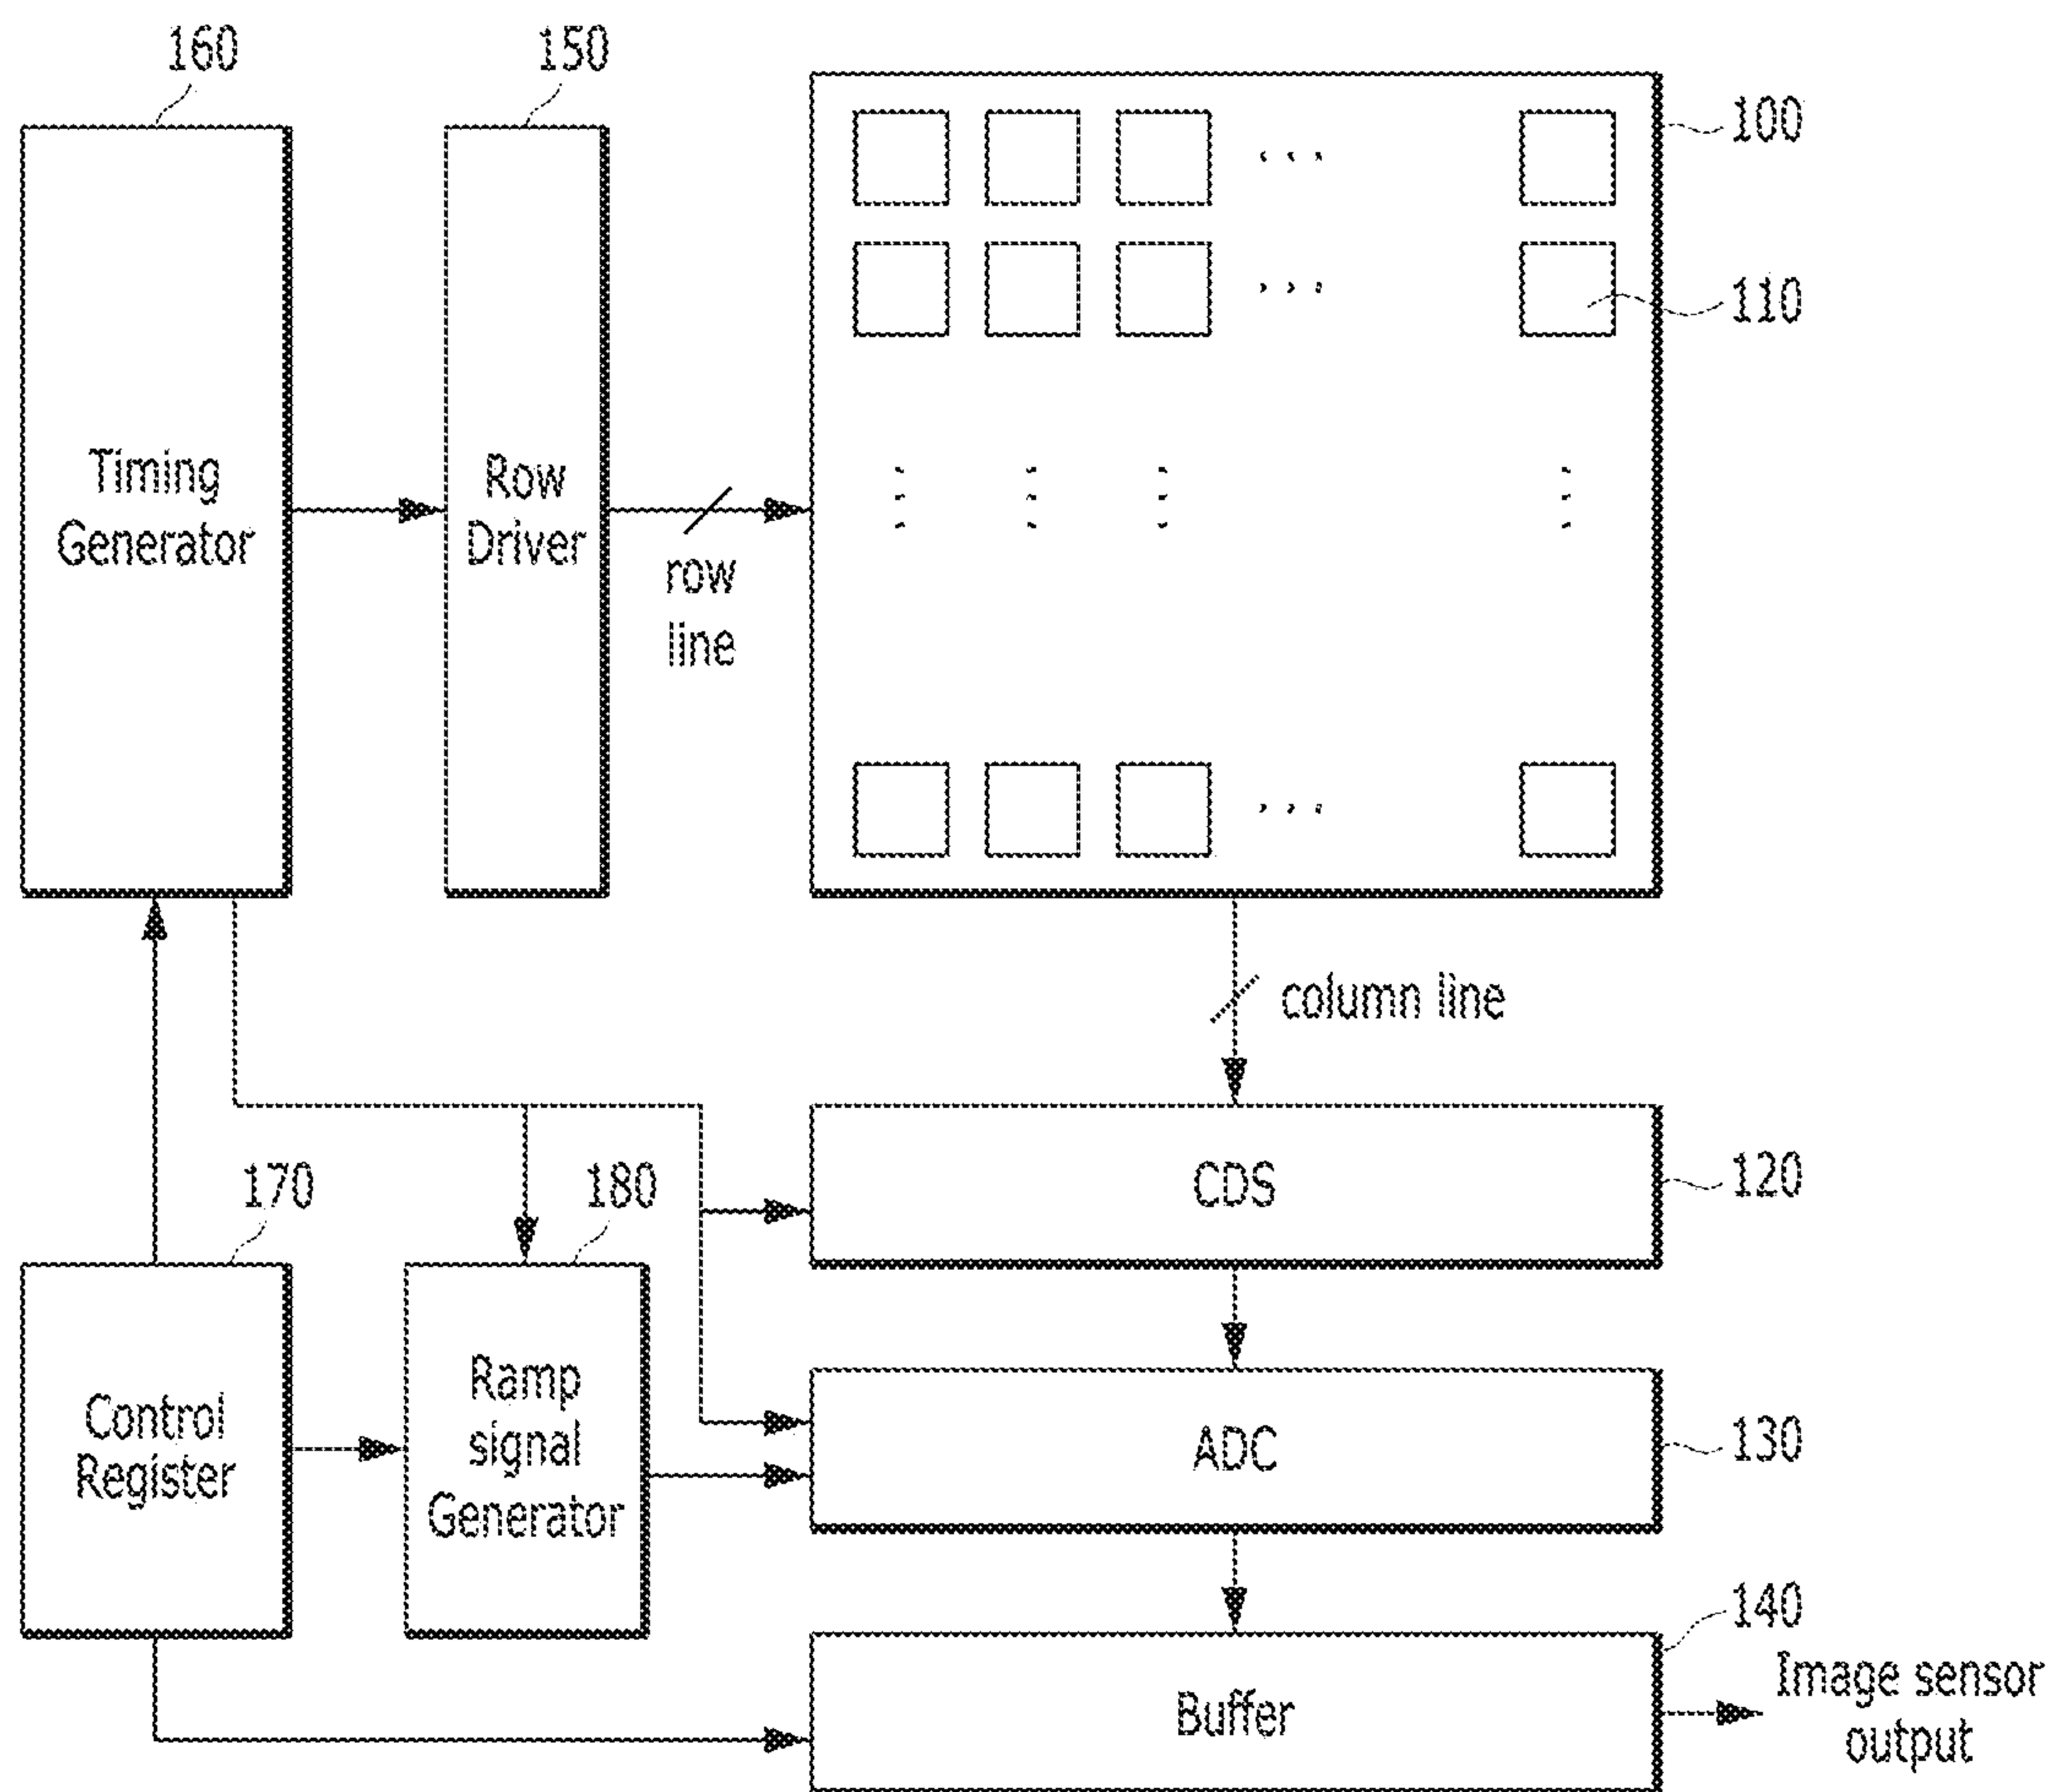 160
150
100
110
Timing
Generator
Row
Driver
row
line
column line
170
180
CDS
120
Control
Register
Ramp
signal
Generator
ADC
130
140
Buffer
Image sensor
output